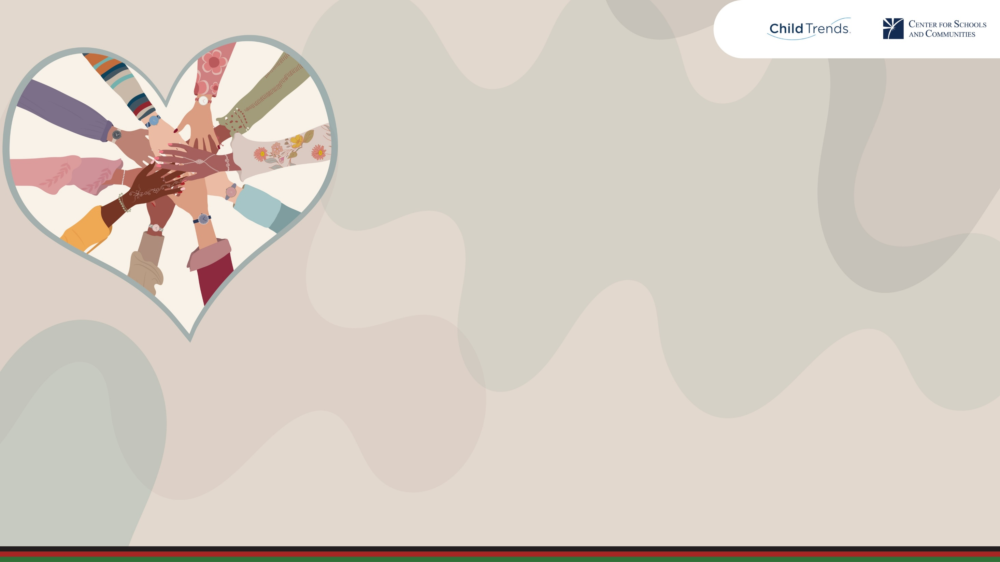 Child Trends.
CENTER FOR SCHOOLS
AND COMMUNITIES